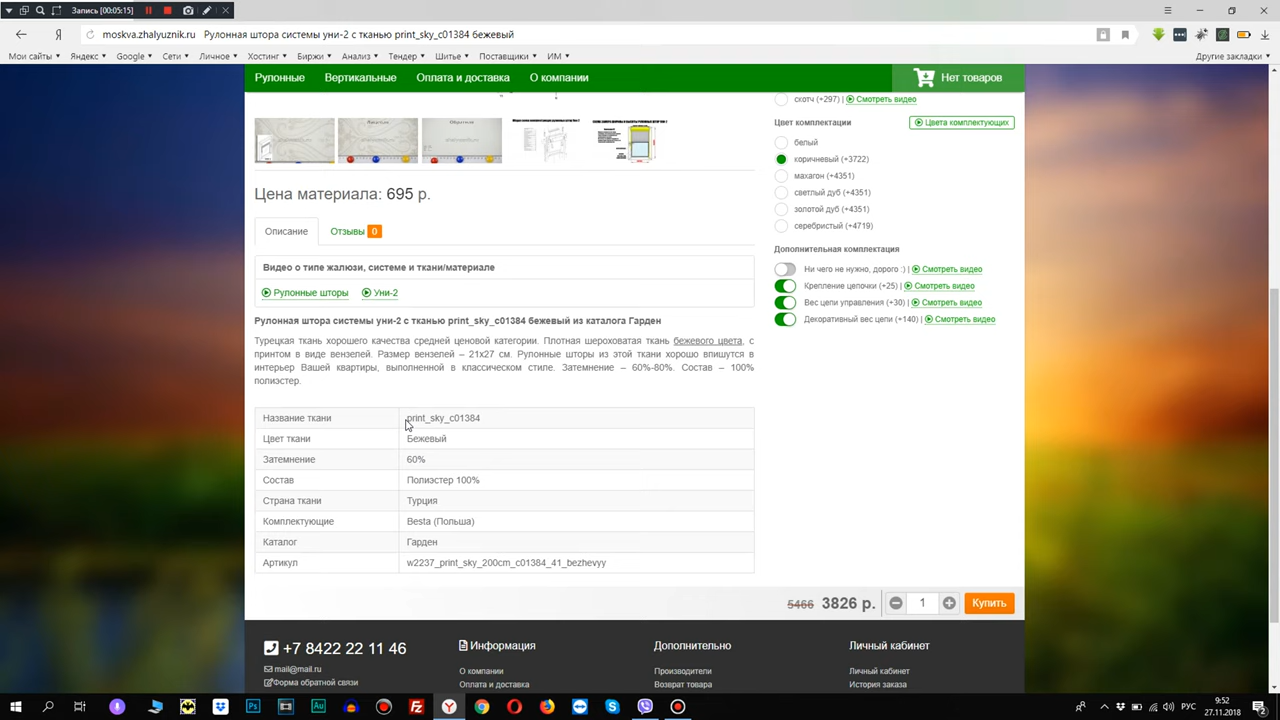 Запись [00:05:15]
moskva.zhalyuznik.ru Рулонная штора системы уни-2 с тканью print_sky_c01384 бежевый
Мои сайты Яндекс Google Сети Личное Хостинг Биржи Анализ Тендер Шитье Поставщики ИМ Другие закладки
Рулонные Вертикальные Оплата и доставка О компании Нет товаров
скотч (+297) | Смотреть видео
Цвет комплектации Цвета комплектующих
белый
коричневый (+3722)
махагон (+4351)
светлый дуб (+4351)
золотой дуб (+4351)
серебристый (+4719)
Дополнительная комплектация
Ни чего не нужно, дорого :) | Смотреть видео
Крепление цепочки (+25) | Смотреть видео
Вес цепи управления (+30) | Смотреть видео
Декоративный вес цепи (+140) | Смотреть видео
Цена материала: 695 р.
Описание Отзывы 0
Видео о типе жалюзи, системе и ткани/материале
Рулонные шторы Уни-2
Рулонная штора системы уни-2 с тканью print_sky_c01384 бежевый из каталога Гарден
Турецкая ткань хорошего качества средней ценовой категории. Плотная шероховатая ткань бежевого цвета, с
принтом в виде вензелей. Размер вензелей – 21х27 см. Рулонные шторы из этой ткани хорошо впишутся в
интерьер Вашей квартиры, выполненной в классическом стиле. Затемнение – 60%-80%. Состав – 100%
полиэстер.
Название ткани print_sky_c01384
Цвет ткани Бежевый
Затемнение 60%
Состав Полиэстер 100%
Страна ткани Турция
Комплектующие Besta (Польша)
Каталог Гарден
Артикул w2237_print_sky_200cm_c01384_41_bezhevyy
5466 3826 р. 1 Купить
+7 8422 22 11 46 Информация Дополнительно Личный кабинет
mail@mail.ru О компании Производители Личный кабинет
Форма обратной связи Оплата и доставка Возврат товара История заказа
РУС 9:52
27.11.2018 2